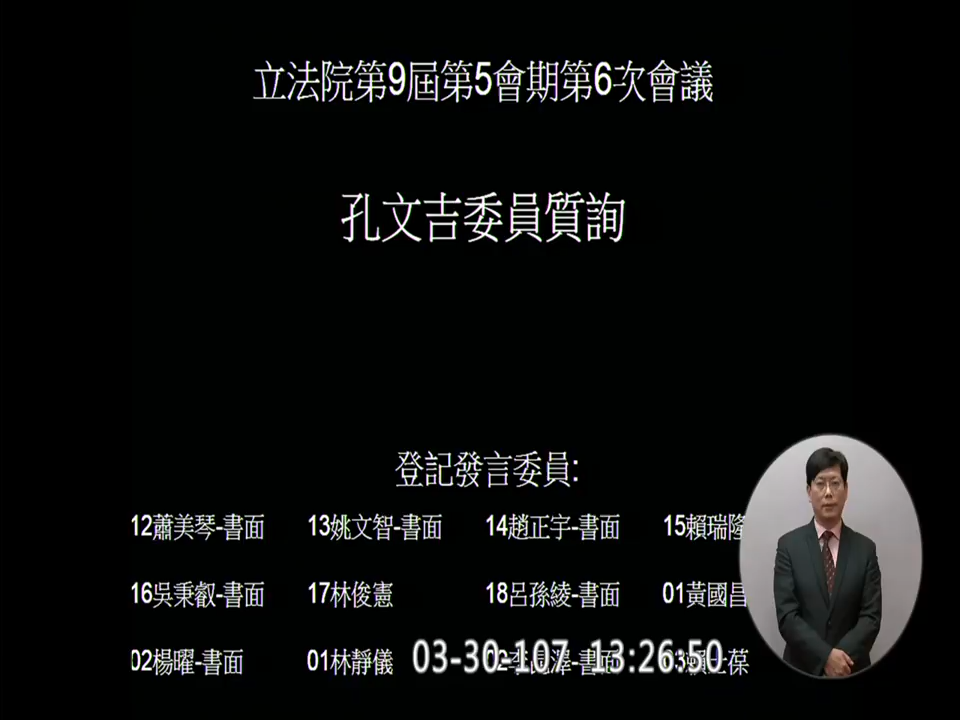 立法院第9屆第5會期第6次會議
孔文吉委員質詢
登記發言委員:
12蕭美琴-書面 13姚文智-書面 14趙正宇-書面 15賴瑞隆
16吳秉叡-書面 17林俊憲 18呂孫綾-書面 01黃國昌
02楊曜-書面 01林靜儀
03-30-107 13:26:50